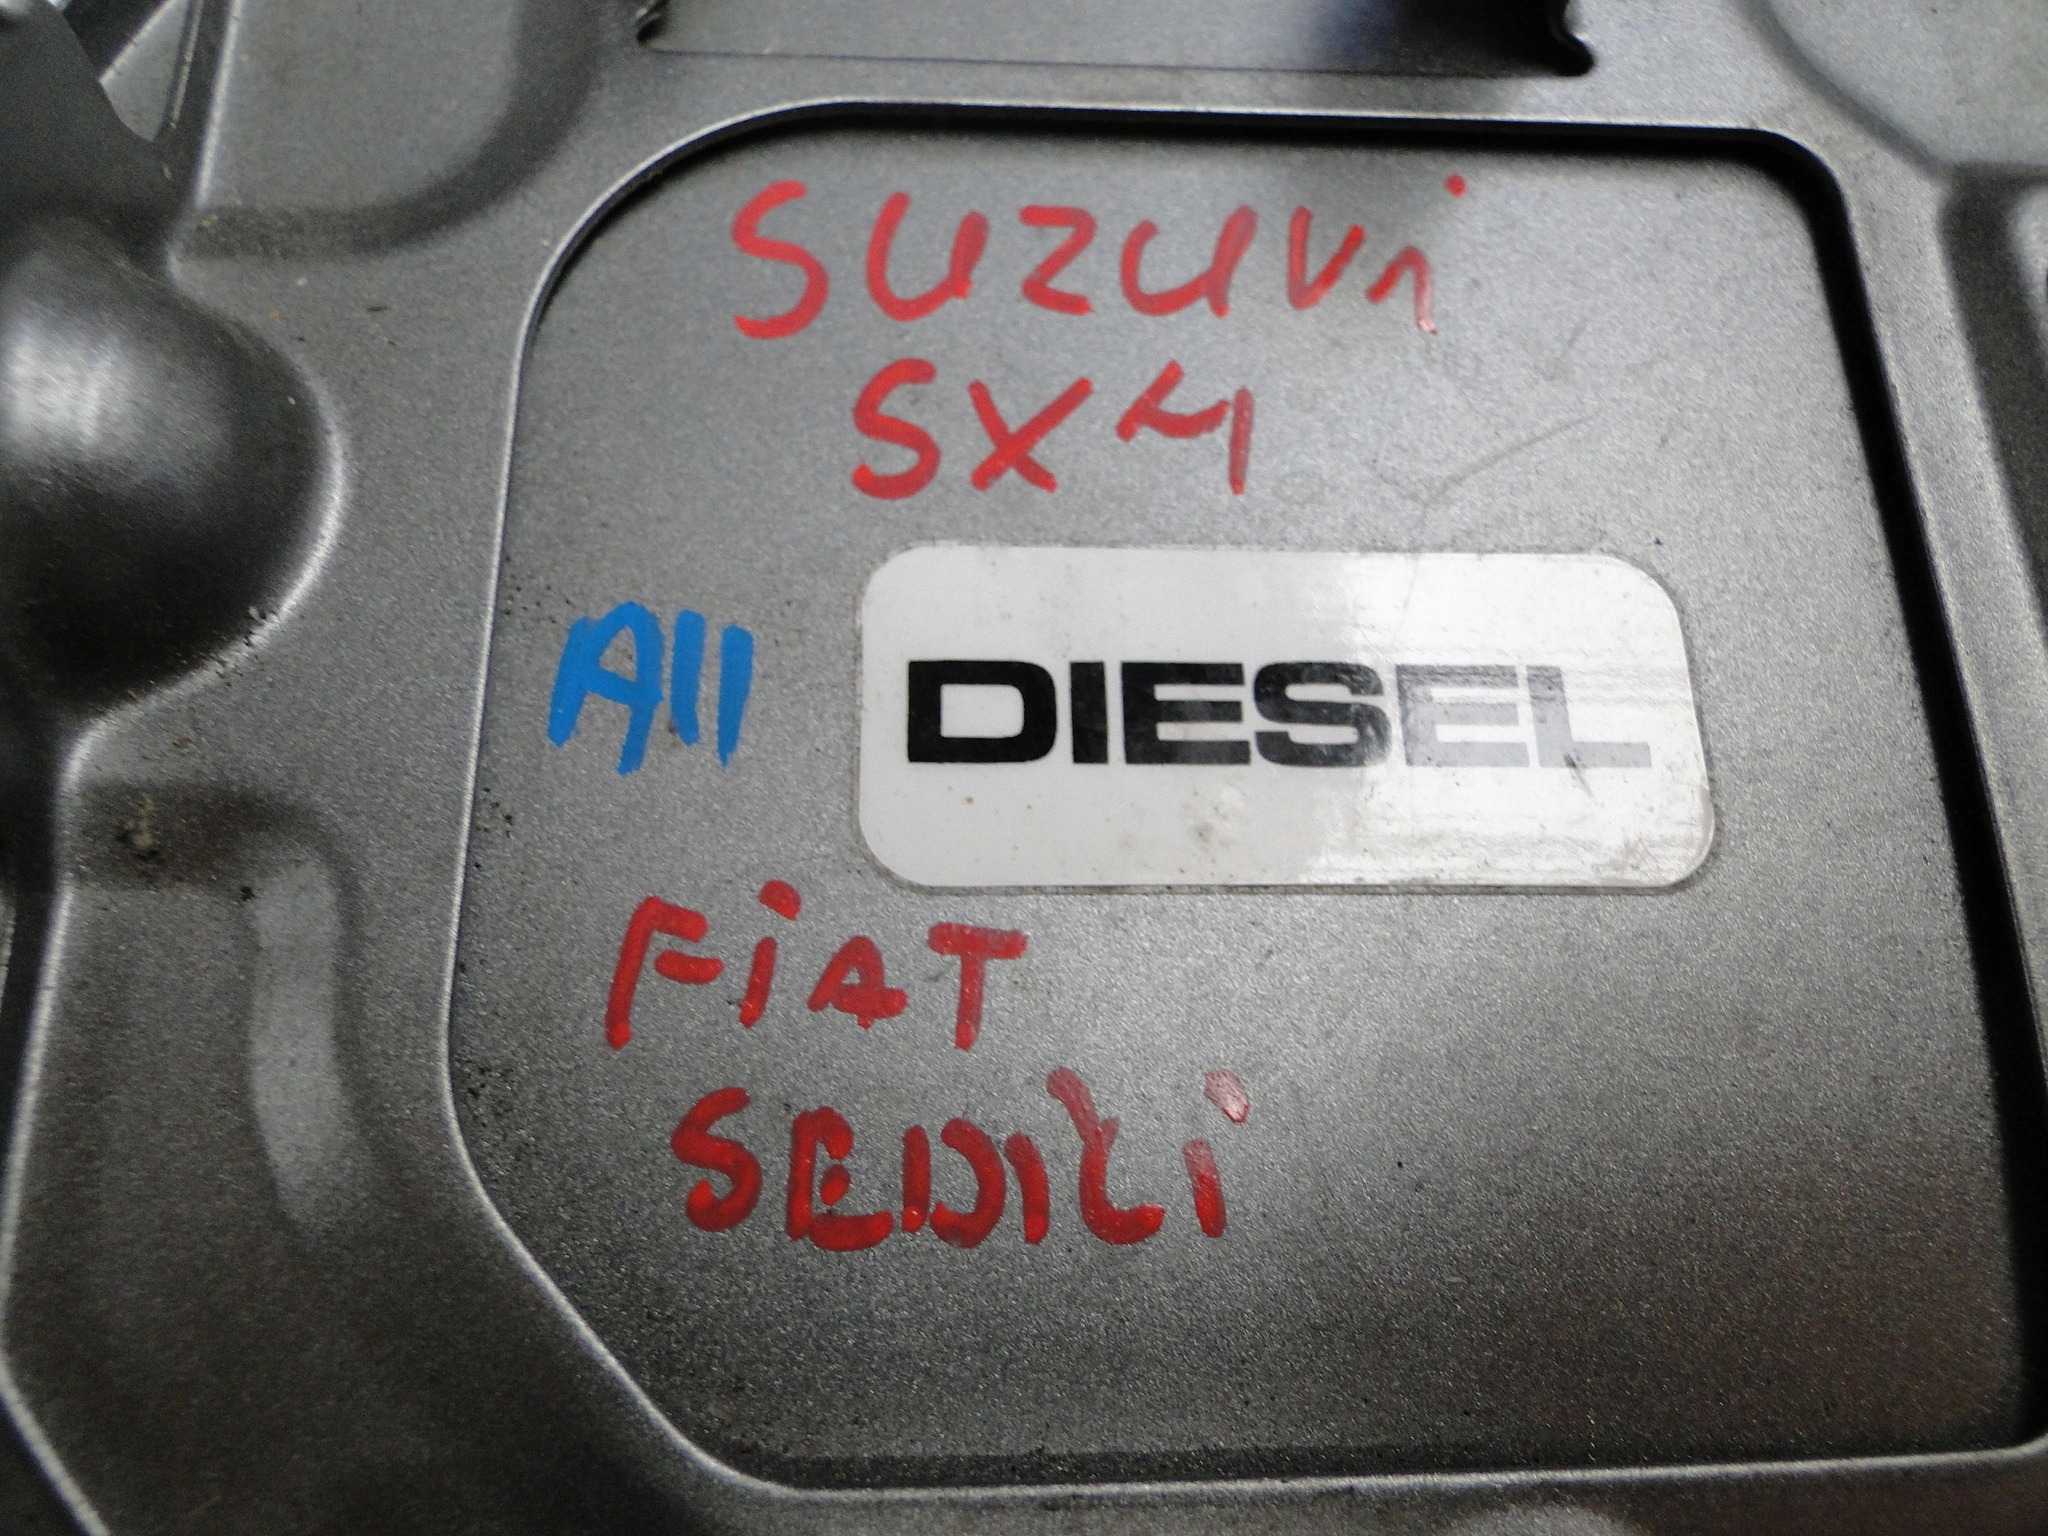 SUZUKi
SX4
A11
DIESEL
FiAT
SEDiCi